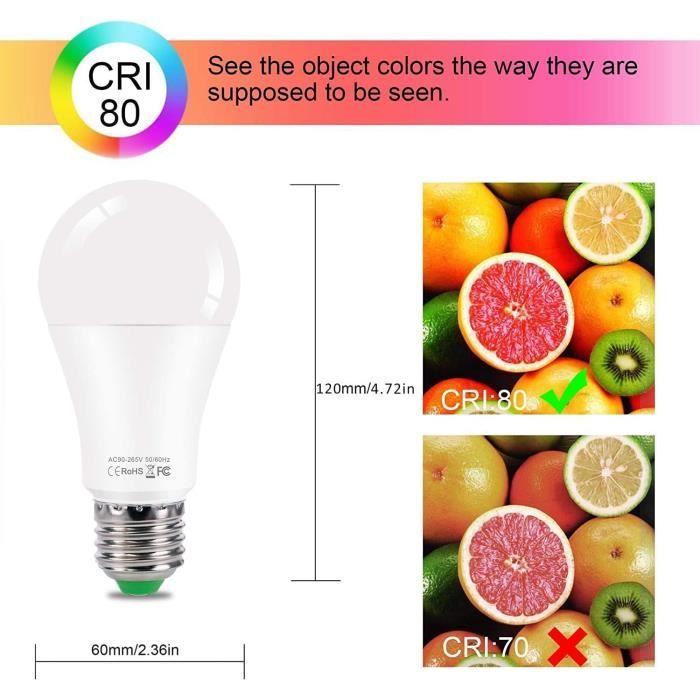 CRI
80
See the object colors the way they are
supposed to be seen.
120mm/4.72in
AC90-265V 50/60Hz
CE RoHS FC
60mm/2.36in
CRI:80
CRI:70